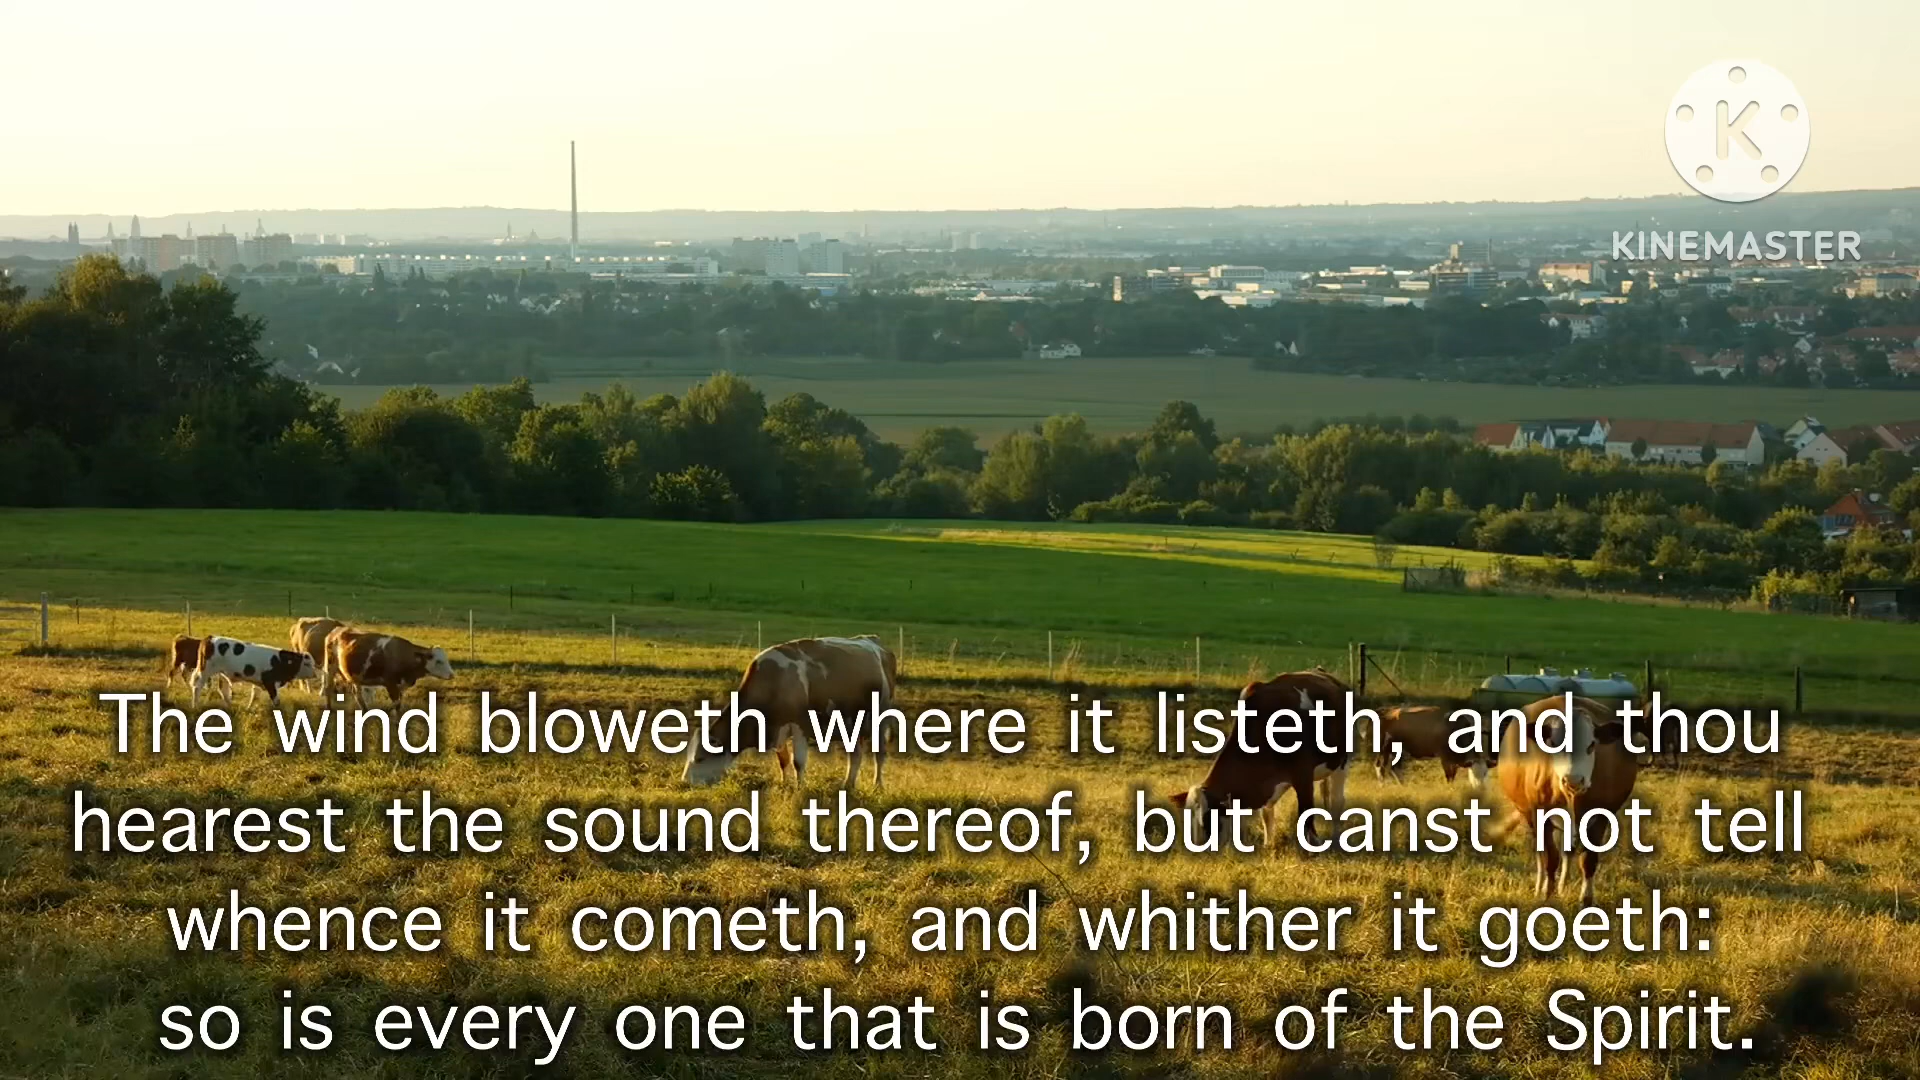 K
KINEMASTER
The wind bloweth where it listeth, and thou
hearest the sound thereof, but canst not tell
whence it cometh, and whither it goeth:
so is every one that is born of the Spirit.